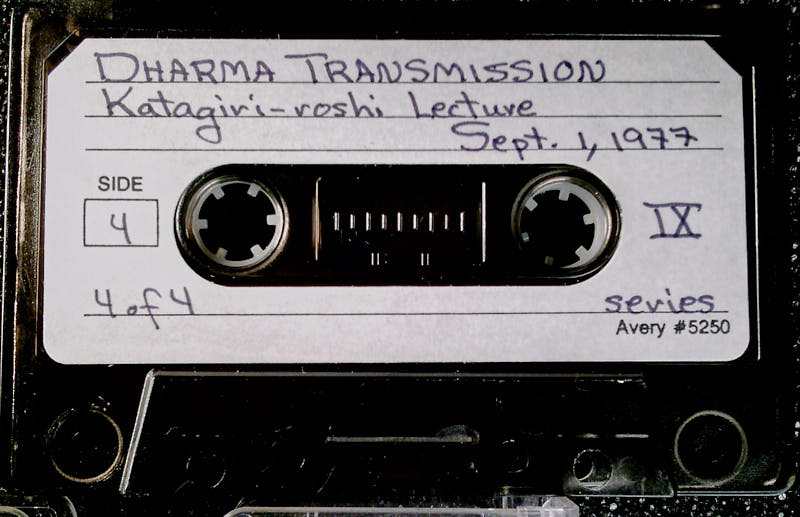 DHARMA TRANSMISSION
Katagiri-roshi Lecture
Sept. 1, 1977
SIDE
4
IX
4 of 4
series
Avery #5250